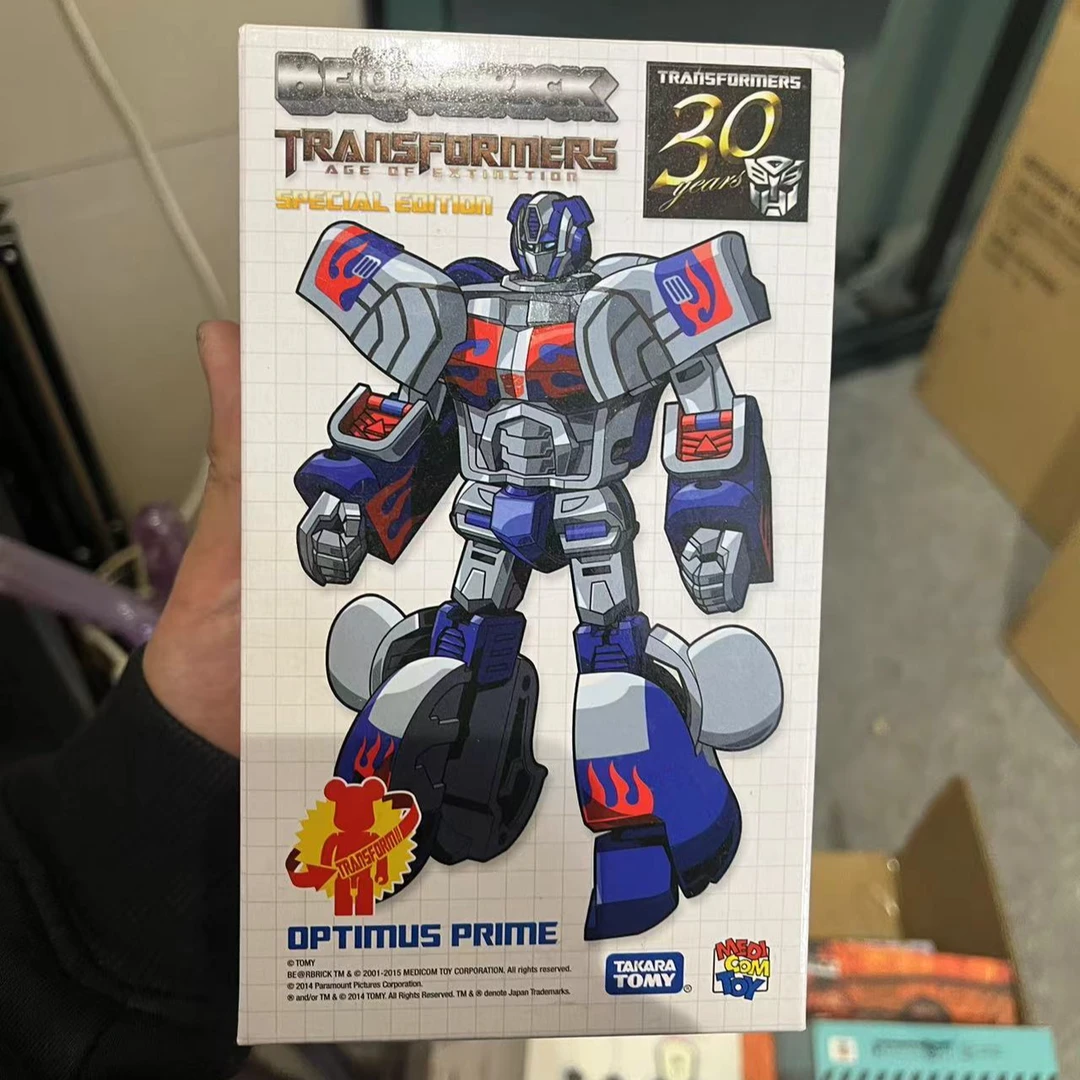 BE@RBRICK
TRANSFORMERS
AGE OF EXTINCTION
SPECIAL EDITION
TRANSFORMERS
30
years
TRANSFORM!!
OPTIMUS PRIME
© TOMY
BE@RBRICK TM & © 2001-2015 MEDICOM TOY CORPORATION. All rights reserved.
© 2014 Paramount Pictures Corporation.
® and/or TM & © 2014 TOMY. All Rights Reserved. TM & ® denote Japan Trademarks.
TAKARA
TOMY
®
MEDI
COM
TOY